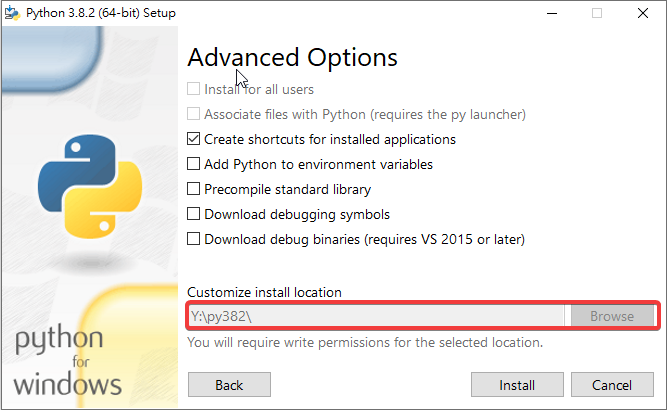 Python 3.8.2 (64-bit) Setup
Advanced Options
Install for all users
Associate files with Python (requires the py launcher)
Create shortcuts for installed applications
Add Python to environment variables
Precompile standard library
Download debugging symbols
Download debug binaries (requires VS 2015 or later)
Customize install location
Y:\py382\ Browse
You will require write permissions for the selected location.
python
for
windows
Back Install Cancel